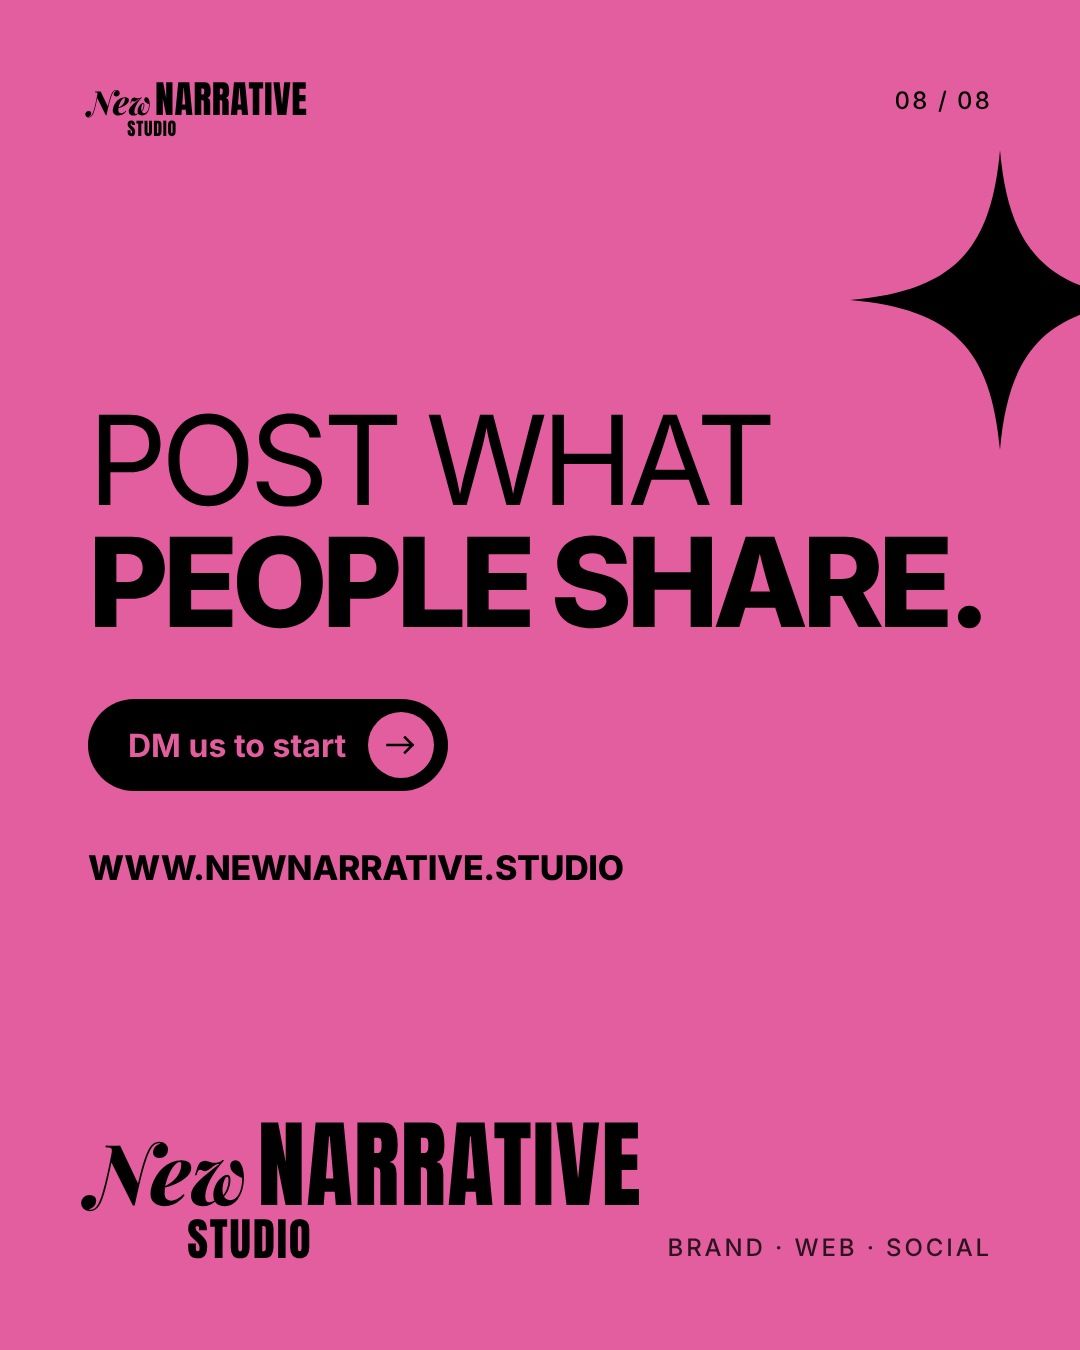 New NARRATIVE
STUDIO
08 / 08
POST WHAT
PEOPLE SHARE.
DM us to start →
WWW.NEWNARRATIVE.STUDIO
New NARRATIVE
STUDIO
BRAND · WEB · SOCIAL